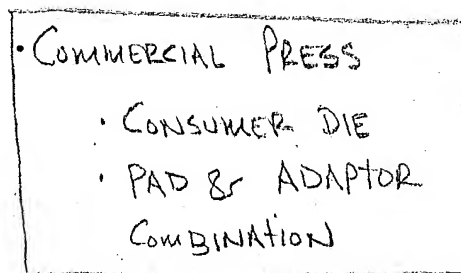 • COMMERCIAL PRESS
• CONSUMER DIE
• PAD & ADAPTOR
COMBINATION